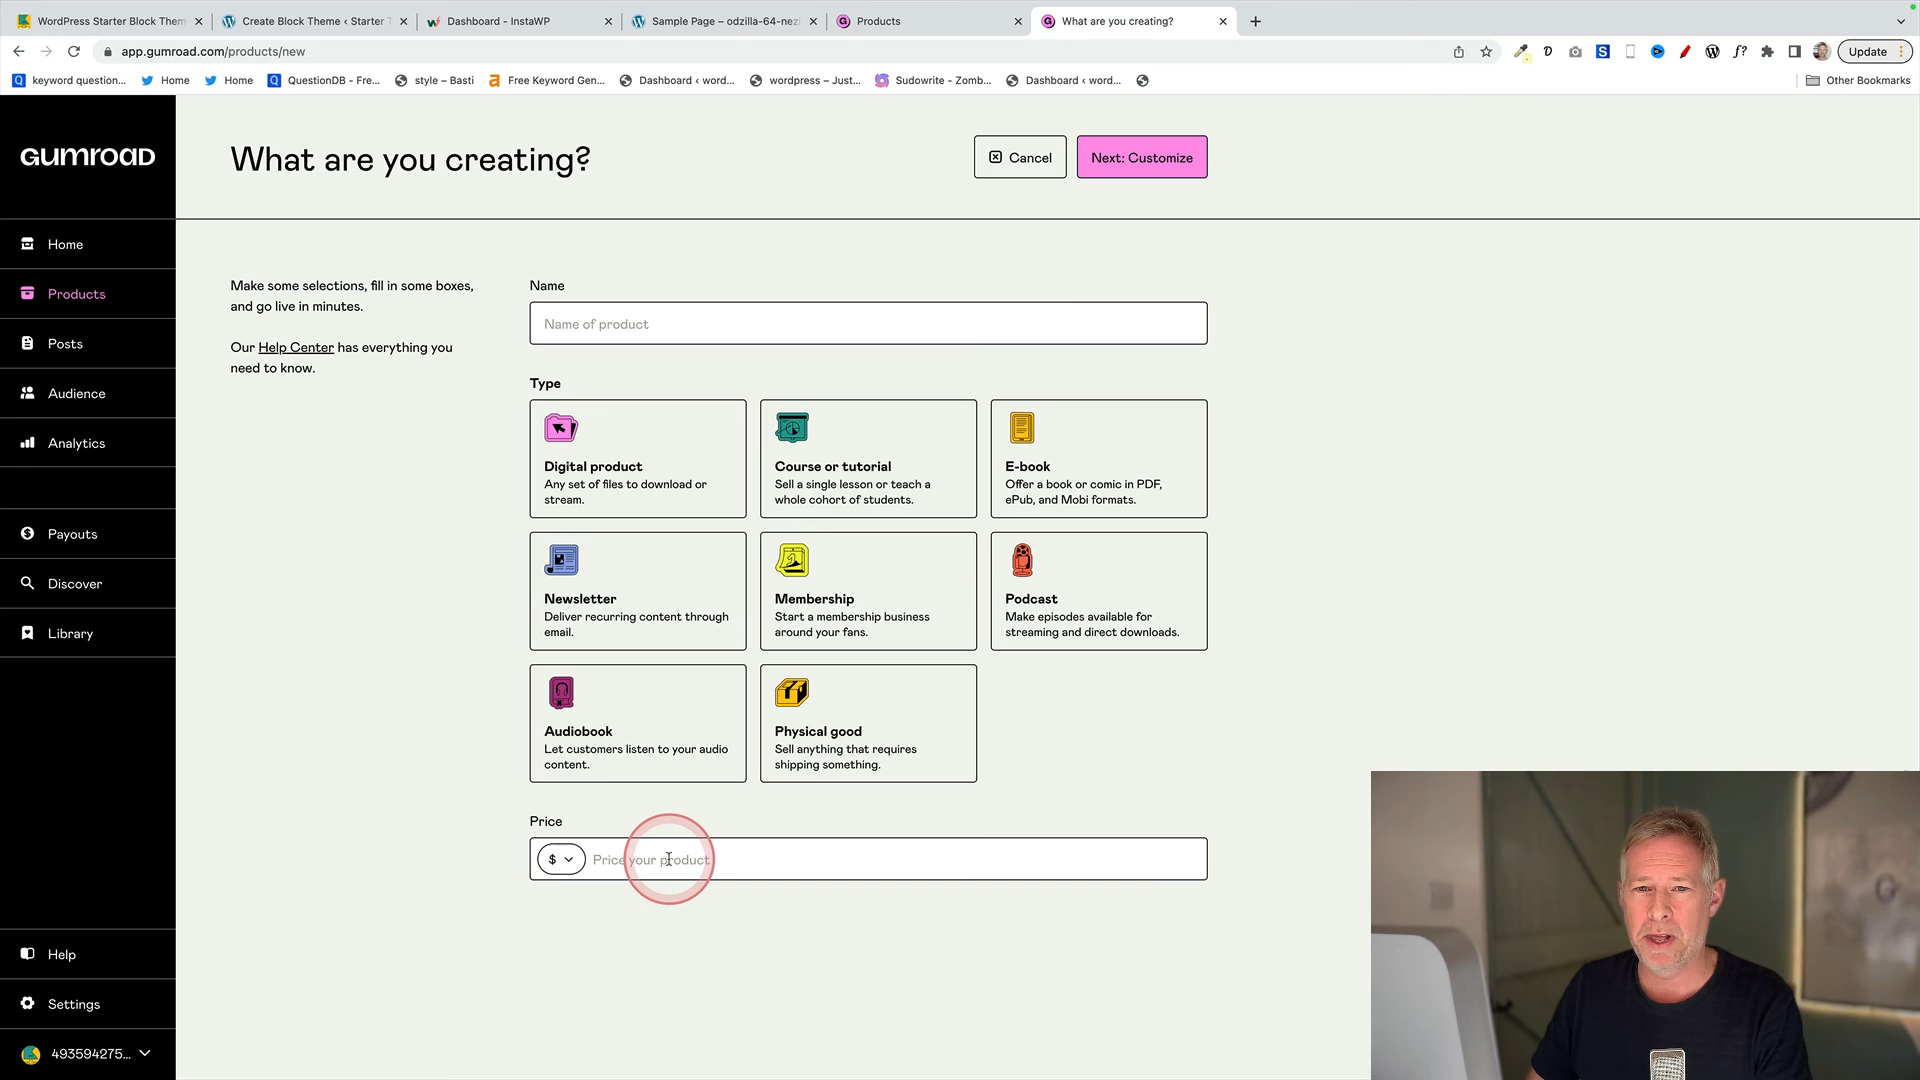 WordPress Starter Block Them
Create Block Theme ‹ Starter T
Dashboard - InstaWP
Sample Page – odzilla-64-nezi
Products
What are you creating?
app.gumroad.com/products/new
Update
keyword question...
Home
Home
QuestionDB - Fre...
style – Basti
Free Keyword Gen...
Dashboard ‹ word...
wordpress – Just...
Sudowrite - Zomb...
Dashboard ‹ word...
Other Bookmarks
GUMROAD
What are you creating?
Cancel
Next: Customize
Home
Products
Posts
Audience
Analytics
Payouts
Discover
Library
Help
Settings
493594275...
Make some selections, fill in some boxes,
and go live in minutes.
Our Help Center has everything you
need to know.
Name
Name of product
Type
Digital product
Any set of files to download or
stream.
Course or tutorial
Sell a single lesson or teach a
whole cohort of students.
E-book
Offer a book or comic in PDF,
ePub, and Mobi formats.
Newsletter
Deliver recurring content through
email.
Membership
Start a membership business
around your fans.
Podcast
Make episodes available for
streaming and direct downloads.
Audiobook
Let customers listen to your audio
content.
Physical good
Sell anything that requires
shipping something.
Price
$
Price your product